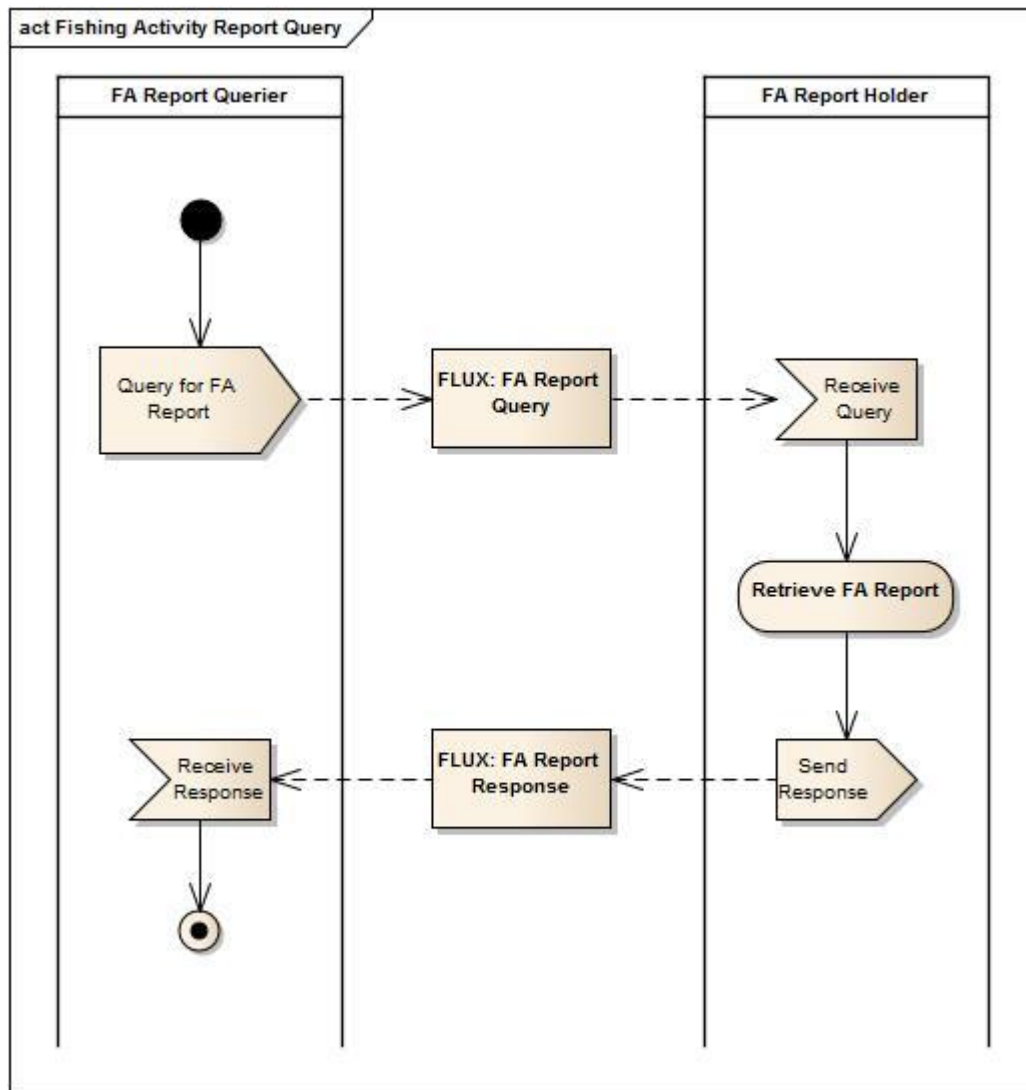 act Fishing Activity Report Query
FA Report Querier
FA Report Holder
Query for FA
Report
FLUX: FA Report
Query
Receive
Query
Retrieve FA Report
Receive
Response
FLUX: FA Report
Response
Send
Response